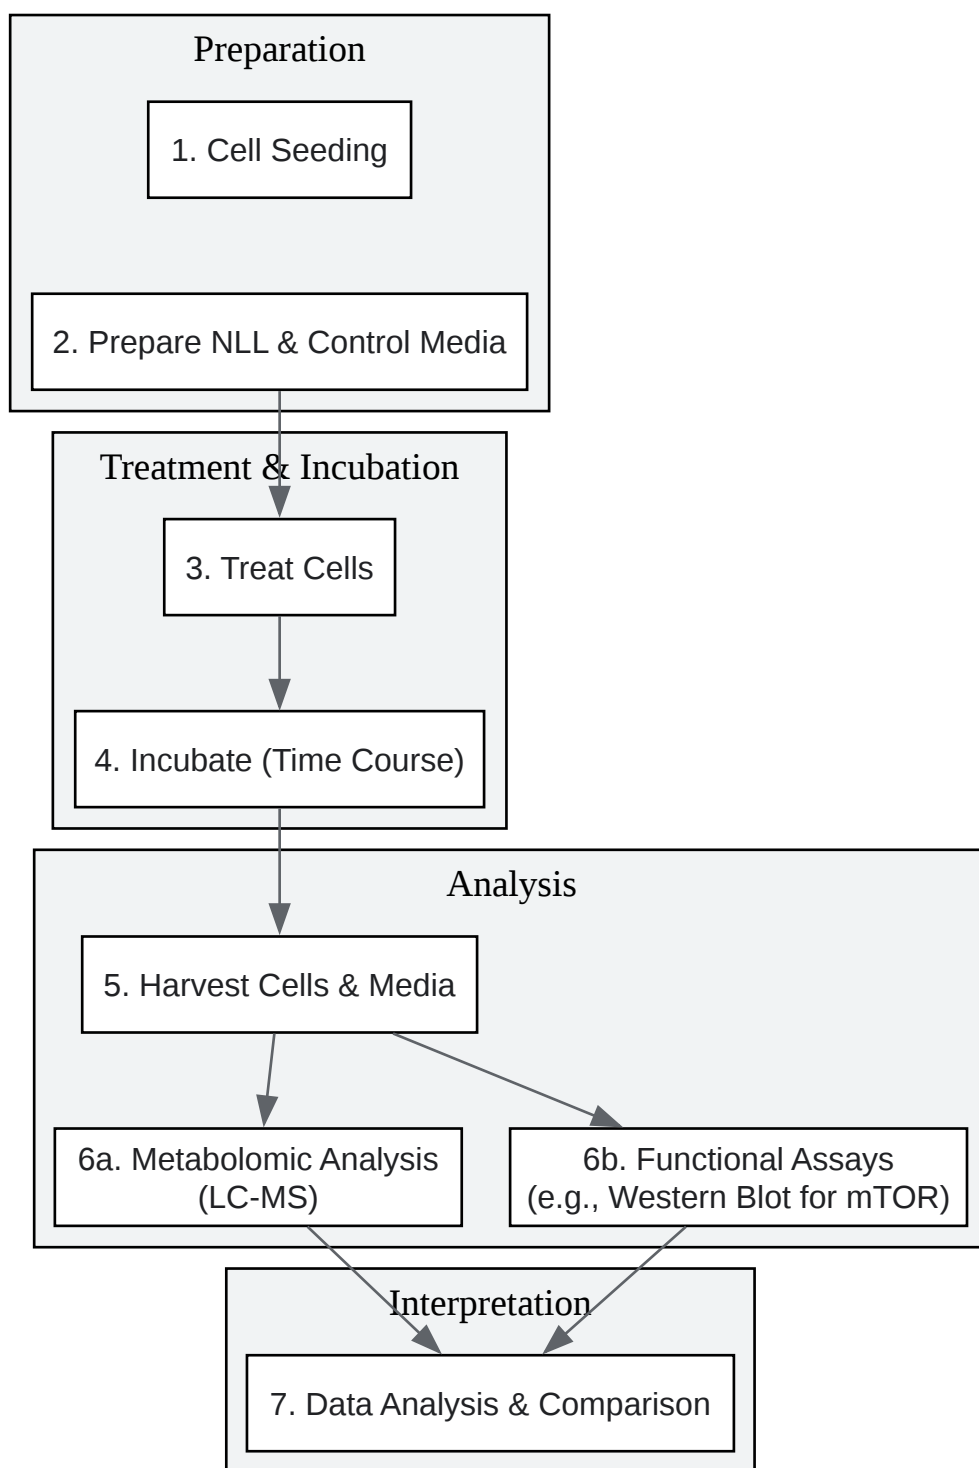 Preparation
1. Cell Seeding
2. Prepare NLL & Control Media
Treatment & Incubation
3. Treat Cells
4. Incubate (Time Course)
Analysis
5. Harvest Cells & Media
6a. Metabolomic Analysis
(LC-MS)
6b. Functional Assays
(e.g., Western Blot for mTOR)
Interpretation
7. Data Analysis & Comparison